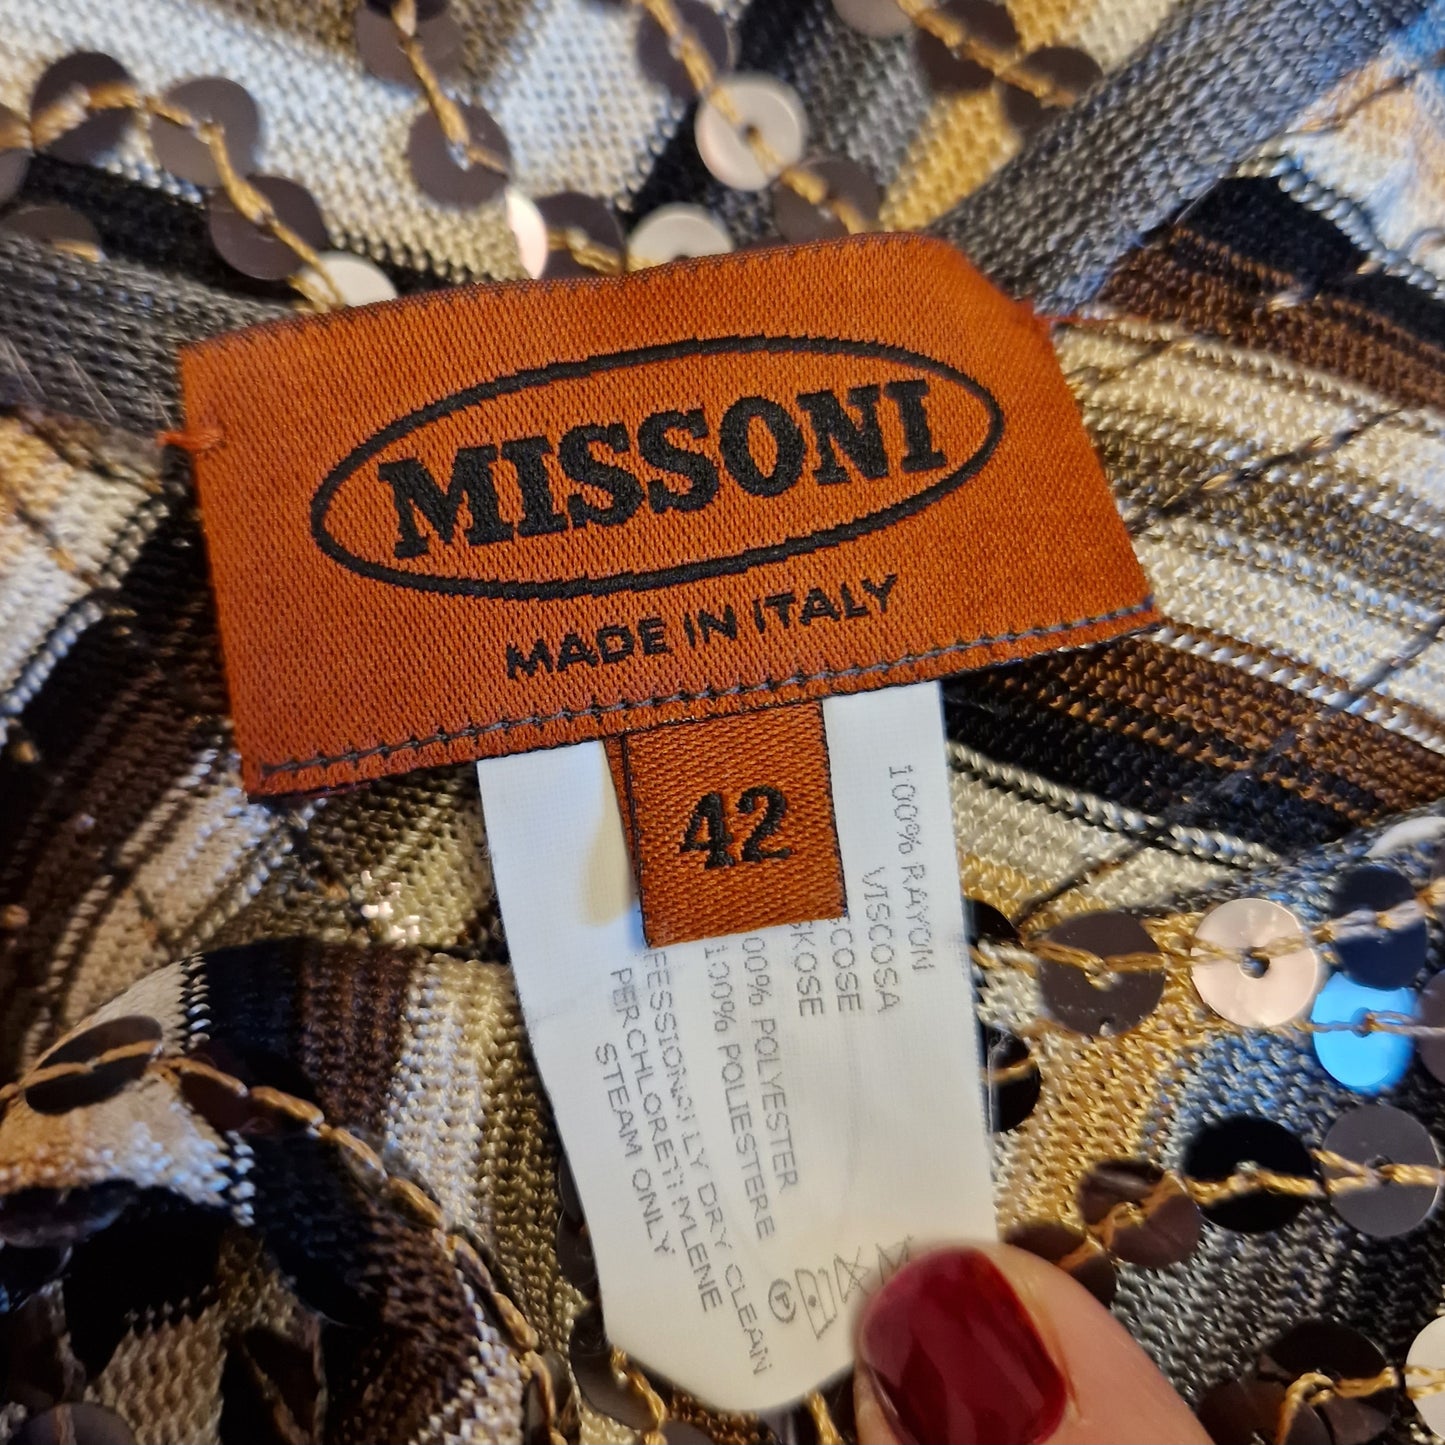 MISSONI
MADE IN ITALY
42
100% RAYON
VISCOSA
COSE
SKOSE
00% POLYESTER
100% POLIESTERE
FESSIONALLY DRY CLEAN
PERCHLORETHYLENE
STEAM ONLY